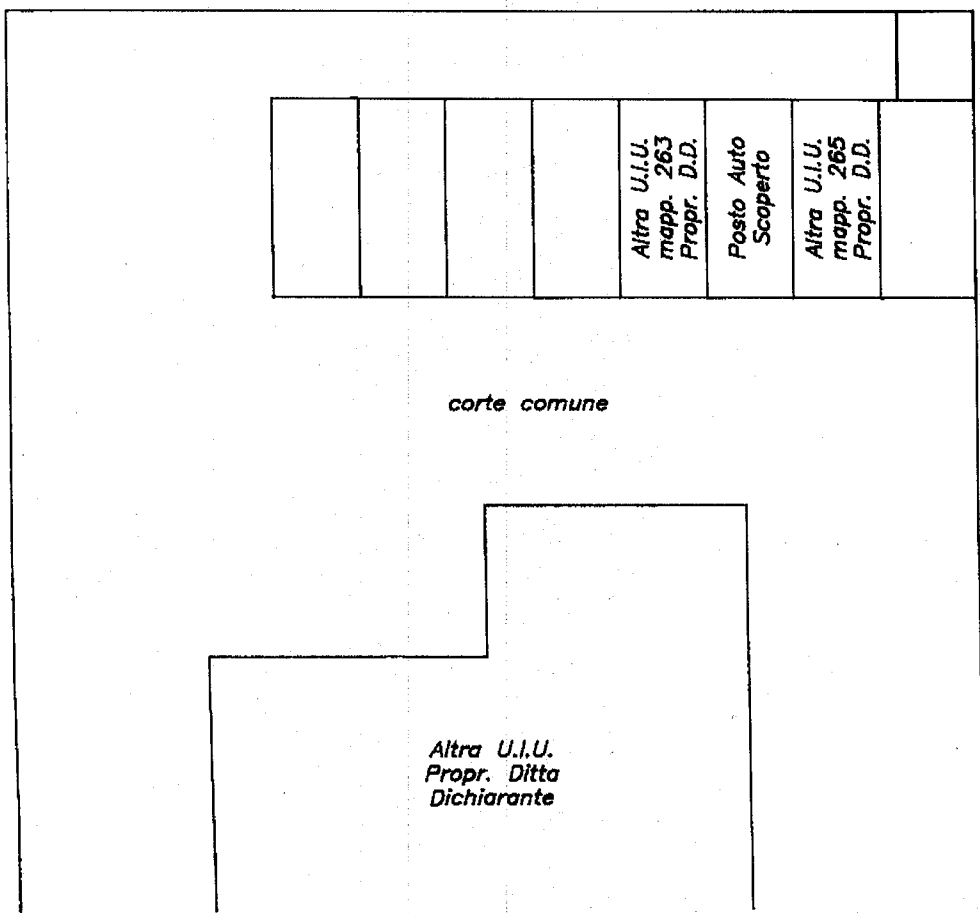 Altra U.I.U.
mapp. 263
Propr. D.D.
Posto Auto
Scoperto
Altra U.I.U.
mapp. 265
Propr. D.D.
corte comune
Altra U.I.U.
Propr. Ditta
Dichiarante